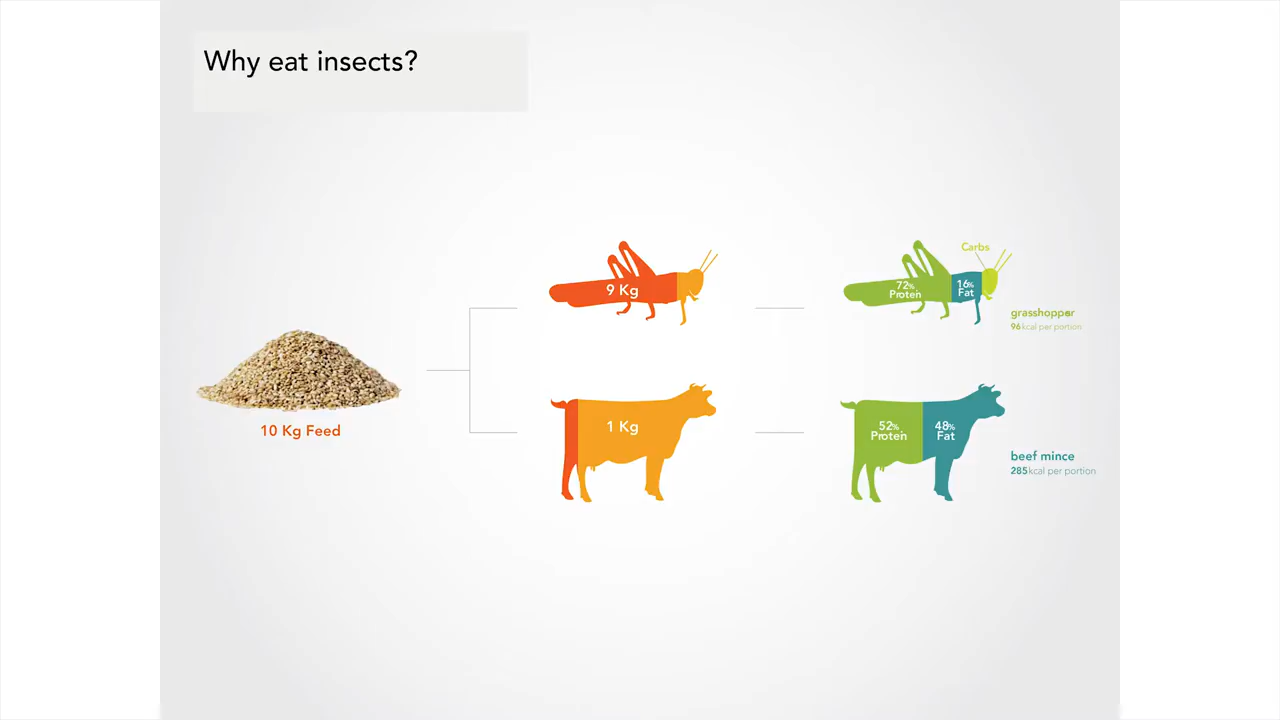 Why eat insects?
10 Kg Feed
9 Kg
1 Kg
Carbs
72%
Protein
16%
Fat
grasshopper
96 kcal per portion
52%
Protein
48%
Fat
beef mince
285 kcal per portion